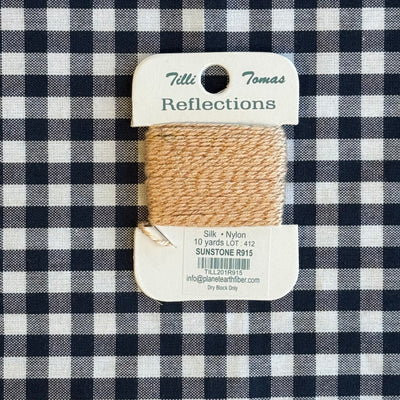 Tilli Tomas
Reflections
Silk • Nylon
10 yards LOT : 412
SUNSTONE R915
TILL201R915
info@planetearthfiber.com
Dry Block Only